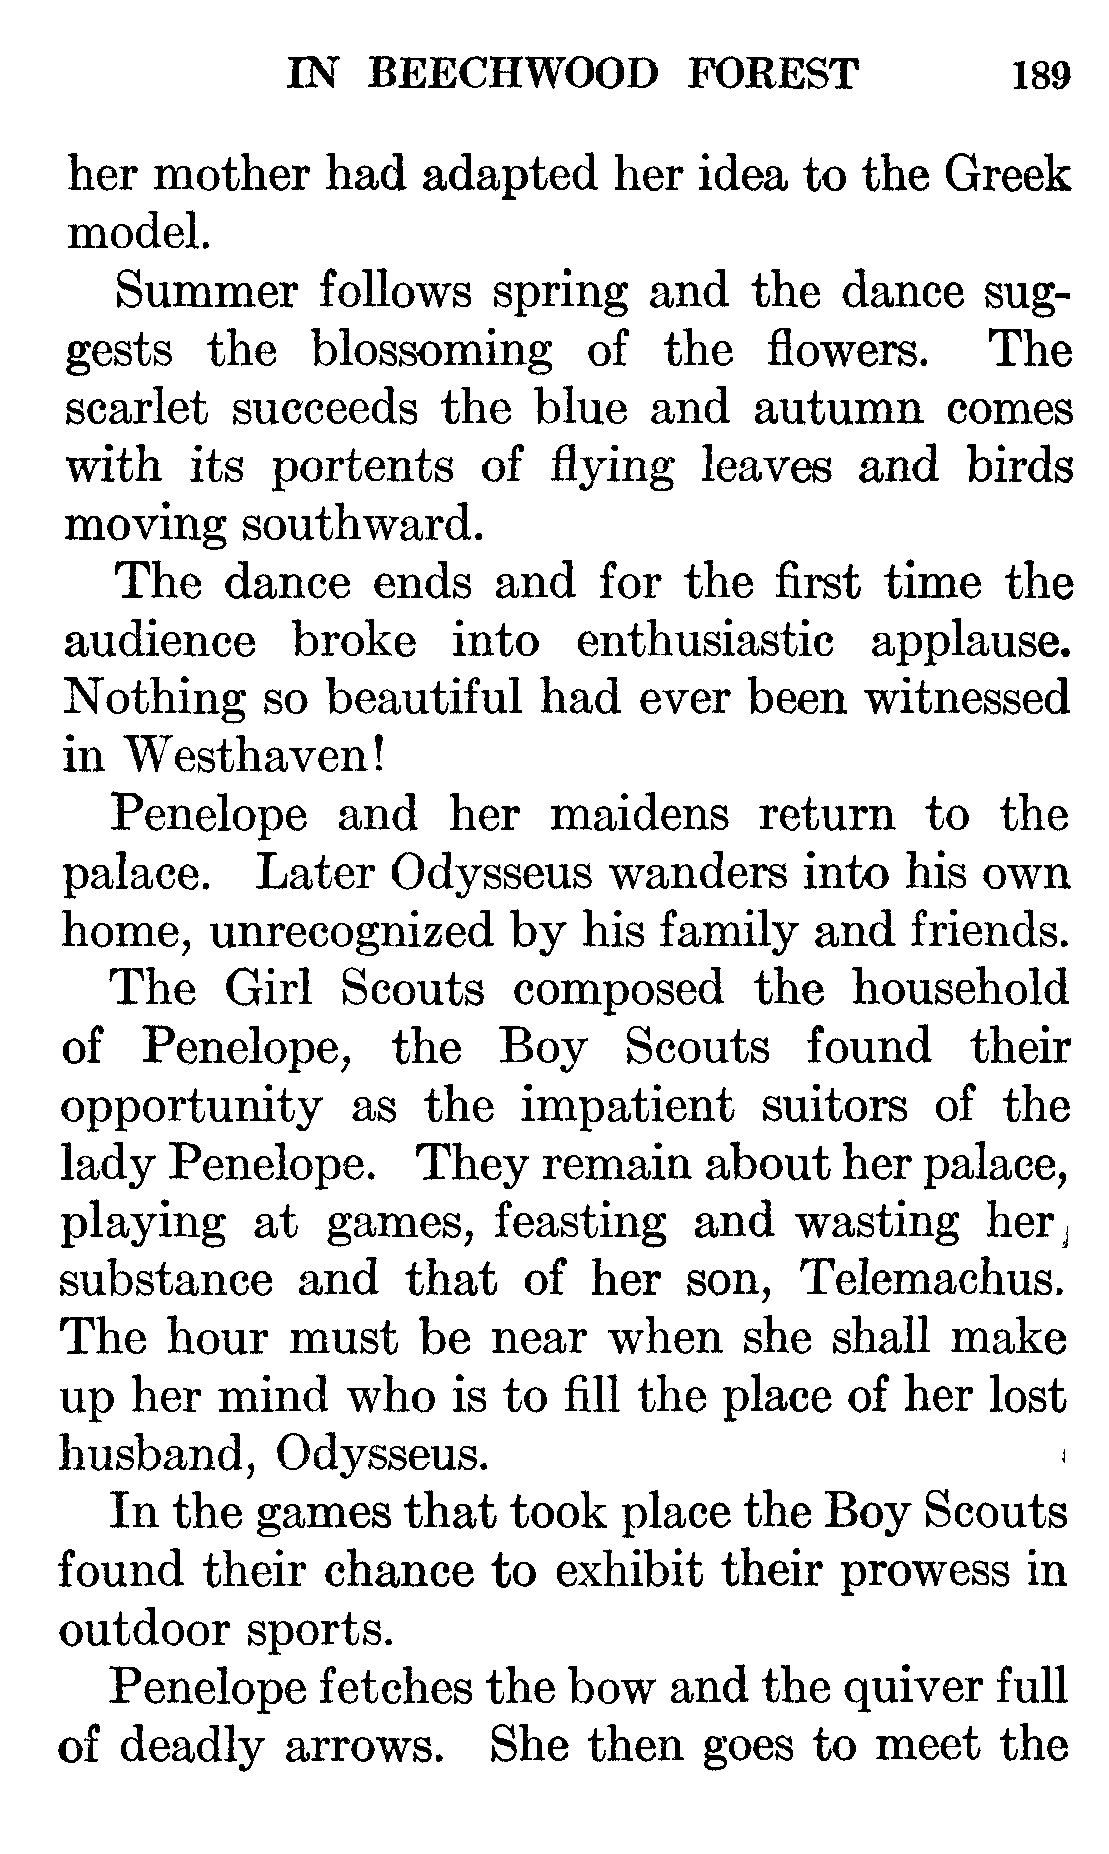 IN BEECHWOOD FOREST 189
her mother had adapted her idea to the Greek
model.
Summer follows spring and the dance sug-
gests the blossoming of the flowers. The
scarlet succeeds the blue and autumn comes
with its portents of flying leaves and birds
moving southward.
The dance ends and for the first time the
audience broke into enthusiastic applause.
Nothing so beautiful had ever been witnessed
in Westhaven!
Penelope and her maidens return to the
palace. Later Odysseus wanders into his own
home, unrecognized by his family and friends.
The Girl Scouts composed the household
of Penelope, the Boy Scouts found their
opportunity as the impatient suitors of the
lady Penelope. They remain about her palace,
playing at games, feasting and wasting her
substance and that of her son, Telemachus.
The hour must be near when she shall make
up her mind who is to fill the place of her lost
husband, Odysseus.
In the games that took place the Boy Scouts
found their chance to exhibit their prowess in
outdoor sports.
Penelope fetches the bow and the quiver full
of deadly arrows. She then goes to meet the